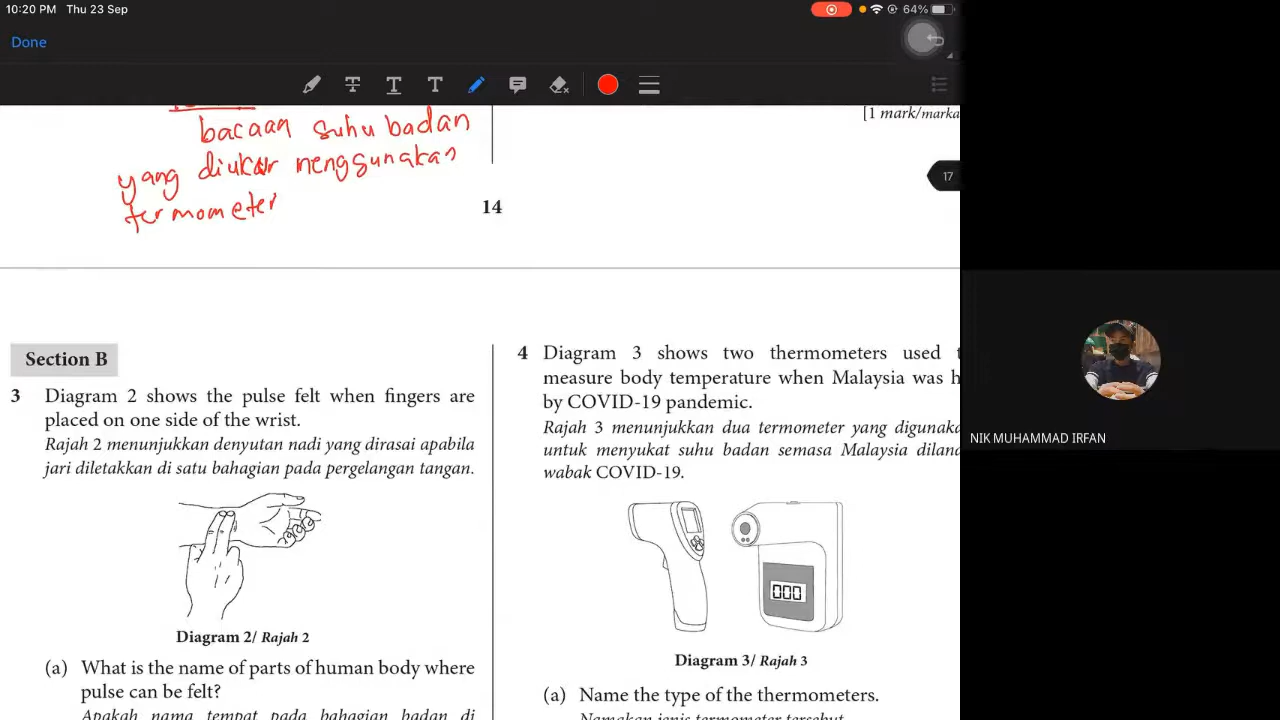 10:20 PM Thu 23 Sep
64%
Done
[1 mark/marka
bacaan suhu badan
yang diukur menggunakan
termometer
17
14
Section B
3 Diagram 2 shows the pulse felt when fingers are
placed on one side of the wrist.
Rajah 2 menunjukkan denyutan nadi yang dirasai apabila
jari diletakkan di satu bahagian pada pergelangan tangan.
Diagram 2/ Rajah 2
(a) What is the name of parts of human body where
pulse can be felt?
Apakah nama tempat pada bahagian badan di
4 Diagram 3 shows two thermometers used t
measure body temperature when Malaysia was h
by COVID-19 pandemic.
Rajah 3 menunjukkan dua termometer yang digunaka
untuk menyukat suhu badan semasa Malaysia diland
wabak COVID-19.
000
Diagram 3/ Rajah 3
(a) Name the type of the thermometers.
Namakan jenis termometer tersebut.
NIK MUHAMMAD IRFAN